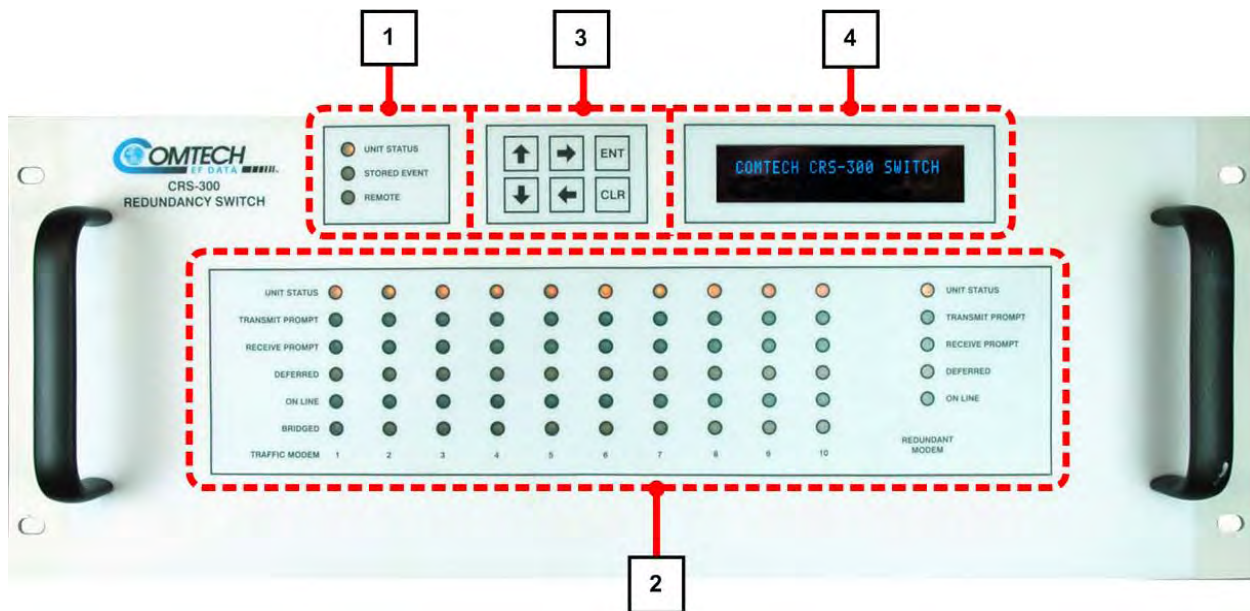 1
3
4
COMTECH
EF DATA
CRS-300
REDUNDANCY SWITCH
UNIT STATUS
STORED EVENT
REMOTE
ENT
CLR
COMTECH CRS-300 SWITCH
UNIT STATUS
TRANSMIT PROMPT
RECEIVE PROMPT
DEFERRED
ON LINE
BRIDGED
TRAFFIC MODEM 1 2 3 4 5 6 7 8 9 10
UNIT STATUS
TRANSMIT PROMPT
RECEIVE PROMPT
DEFERRED
ON LINE
REDUNDANT
MODEM
2